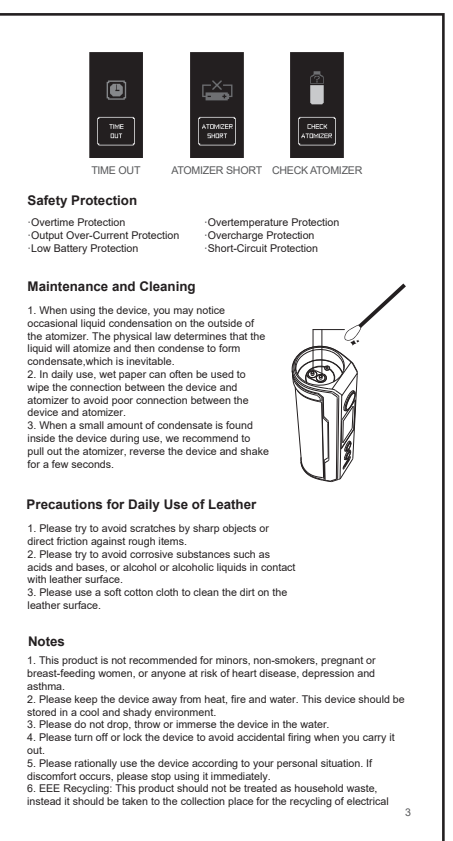 TIME
OUT
ATOMIZER
SHORT
CHECK
ATOMIZER
TIME OUT
ATOMIZER SHORT
CHECK ATOMIZER
Safety Protection
·Overtime Protection
·Output Over-Current Protection
·Low Battery Protection
·Overtemperature Protection
·Overcharge Protection
·Short-Circuit Protection
Maintenance and Cleaning
1. When using the device, you may notice
occasional liquid condensation on the outside of
the atomizer. The physical law determines that the
liquid will atomize and then condense to form
condensate,which is inevitable.
2. In daily use, wet paper can often be used to
wipe the connection between the device and
atomizer to avoid poor connection between the
device and atomizer.
3. When a small amount of condensate is found
inside the device during use, we recommend to
pull out the atomizer, reverse the device and shake
for a few seconds.
Precautions for Daily Use of Leather
1. Please try to avoid scratches by sharp objects or
direct friction against rough items.
2. Please try to avoid corrosive substances such as
acids and bases, or alcohol or alcoholic liquids in contact
with leather surface.
3. Please use a soft cotton cloth to clean the dirt on the
leather surface.
Notes
1. This product is not recommended for minors, non-smokers, pregnant or
breast-feeding women, or anyone at risk of heart disease, depression and
asthma.
2. Please keep the device away from heat, fire and water. This device should be
stored in a cool and shady environment.
3. Please do not drop, throw or immerse the device in the water.
4. Please turn off or lock the device to avoid accidental firing when you carry it
out.
5. Please rationally use the device according to your personal situation. If
discomfort occurs, please stop using it immediately.
6. EEE Recycling: This product should not be treated as household waste,
instead it should be taken to the collection place for the recycling of electrical
3